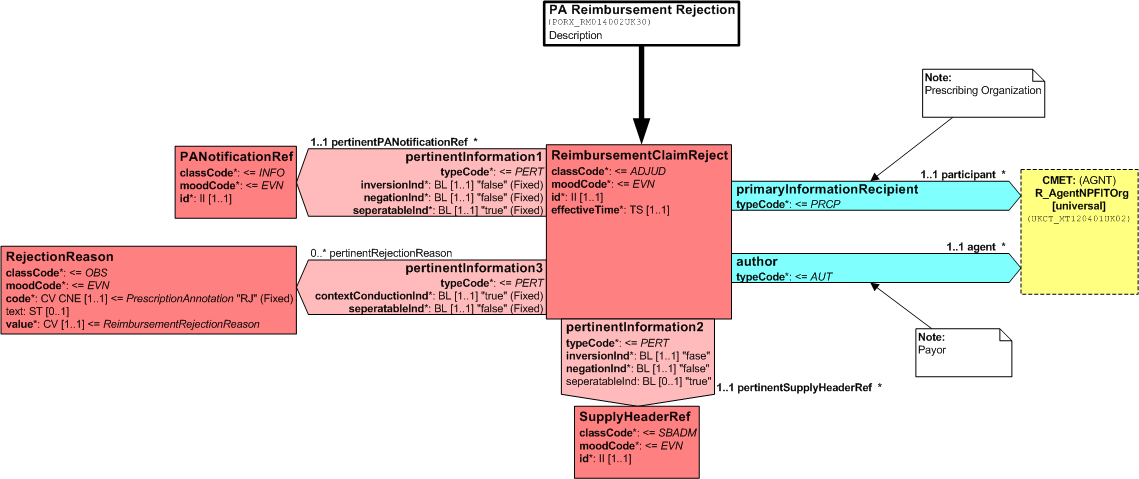 PA Reimbursement Rejection
(PORX_RM014002UK30)
Description
Note:
Prescribing Organization
1..1 pertinentPANotificationRef *
PANotificationRef
classCode*: <= INFO
moodCode*: <= EVN
id*: II [1..1]
pertinentInformation1
typeCode*: <= PERT
inversionInd*: BL [1..1] "false" (Fixed)
negationInd*: BL [1..1] "false" (Fixed)
seperatableInd*: BL [1..1] "true" (Fixed)
ReimbursementClaimReject
classCode*: <= ADJUD
moodCode*: <= EVN
id*: II [1..1]
effectiveTime*: TS [1..1]
1..1 participant *
primaryInformationRecipient
typeCode*: <= PRCP
CMET: (AGNT)
R_AgentNPFITOrg
[universal]
(UKCT_MT120401UK02)
0..* pertinentRejectionReason
RejectionReason
classCode*: <= OBS
moodCode*: <= EVN
code*: CV CNE [1..1] <= PrescriptionAnnotation "RJ" (Fixed)
text: ST [0..1]
value*: CV [1..1] <= ReimbursementRejectionReason
pertinentInformation3
typeCode*: <= PERT
contextConductionInd*: BL [1..1] "true" (Fixed)
seperatableInd*: BL [1..1] "false" (Fixed)
1..1 agent *
author
typeCode*: <= AUT
Note:
Payor
pertinentInformation2
typeCode*: <= PERT
inversionInd*: BL [1..1] "fase"
negationInd*: BL [1..1] "false"
seperatableInd: BL [0..1] "true"
1..1 pertinentSupplyHeaderRef *
SupplyHeaderRef
classCode*: <= SBADM
moodCode*: <= EVN
id*: II [1..1]